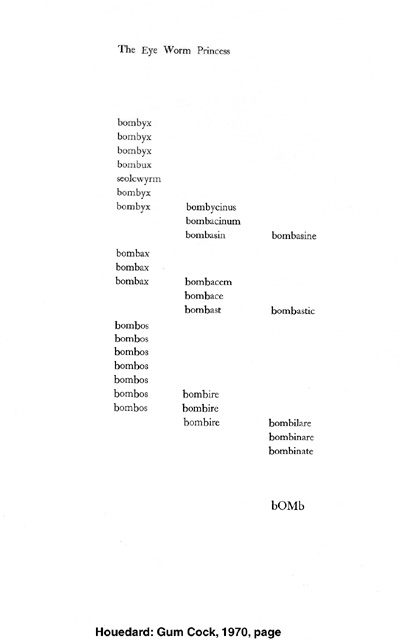 The Eye Worm Princess
bombyx
bombyx
bombyx
bombux
seolcwyrm
bombyx
bombyx bombycinus
bombacinum
bombasin bombasine
bombax
bombax
bombax bombacem
bombace
bombast bombastic
bombos
bombos
bombos
bombos
bombos
bombos bombire
bombos bombire
bombire bombilare
bombinare
bombinate
bOMb
Houedard: Gum Cock, 1970, page